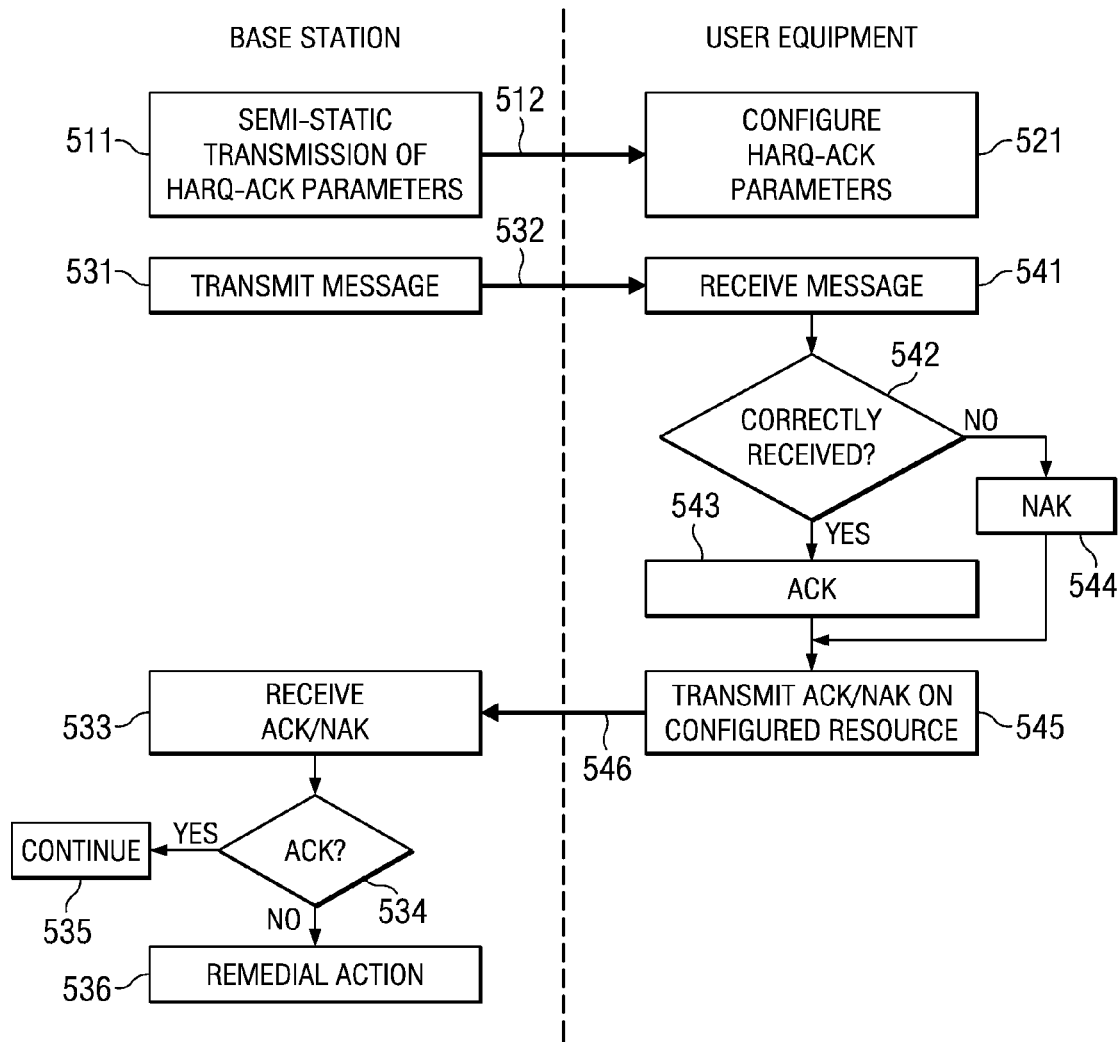 BASE STATION
USER EQUIPMENT
511
SEMI-STATIC
TRANSMISSION OF
HARQ-ACK PARAMETERS
512
CONFIGURE
HARQ-ACK
PARAMETERS
521
531
TRANSMIT MESSAGE
532
RECEIVE MESSAGE
541
CORRECTLY
RECEIVED?
542
NO
NAK
544
YES
543
ACK
533
RECEIVE
ACK/NAK
546
TRANSMIT ACK/NAK ON
CONFIGURED RESOURCE
545
ACK?
534
YES
CONTINUE
535
NO
536
REMEDIAL ACTION